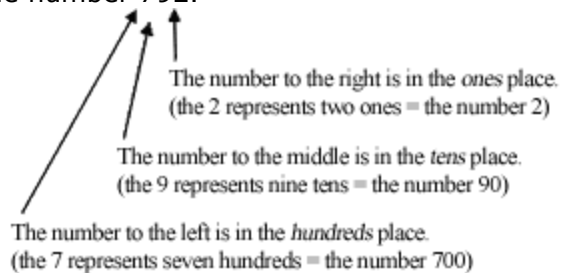 number 792.
The number to the right is in the ones place.
(the 2 represents two ones = the number 2)
The number to the middle is in the tens place.
(the 9 represents nine tens = the number 90)
The number to the left is in the hundreds place.
(the 7 represents seven hundreds = the number 700)